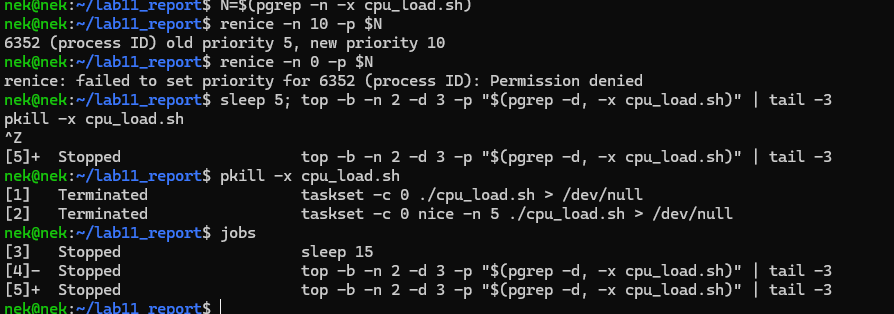 nek@nek:~/lab11_report$ N=$(pgrep -n -x cpu_load.sh)
nek@nek:~/lab11_report$ renice -n 10 -p $N
6352 (process ID) old priority 5, new priority 10
nek@nek:~/lab11_report$ renice -n 0 -p $N
renice: failed to set priority for 6352 (process ID): Permission denied
nek@nek:~/lab11_report$ sleep 5; top -b -n 2 -d 3 -p "$(pgrep -d, -x cpu_load.sh)" | tail -3
pkill -x cpu_load.sh
^Z
[5]+  Stopped                 top -b -n 2 -d 3 -p "$(pgrep -d, -x cpu_load.sh)" | tail -3
nek@nek:~/lab11_report$ pkill -x cpu_load.sh
[1]   Terminated              taskset -c 0 ./cpu_load.sh > /dev/null
[2]   Terminated              taskset -c 0 nice -n 5 ./cpu_load.sh > /dev/null
nek@nek:~/lab11_report$ jobs
[3]   Stopped                 sleep 15
[4]-  Stopped                 top -b -n 2 -d 3 -p "$(pgrep -d, -x cpu_load.sh)" | tail -3
[5]+  Stopped                 top -b -n 2 -d 3 -p "$(pgrep -d, -x cpu_load.sh)" | tail -3
nek@nek:~/lab11_report$